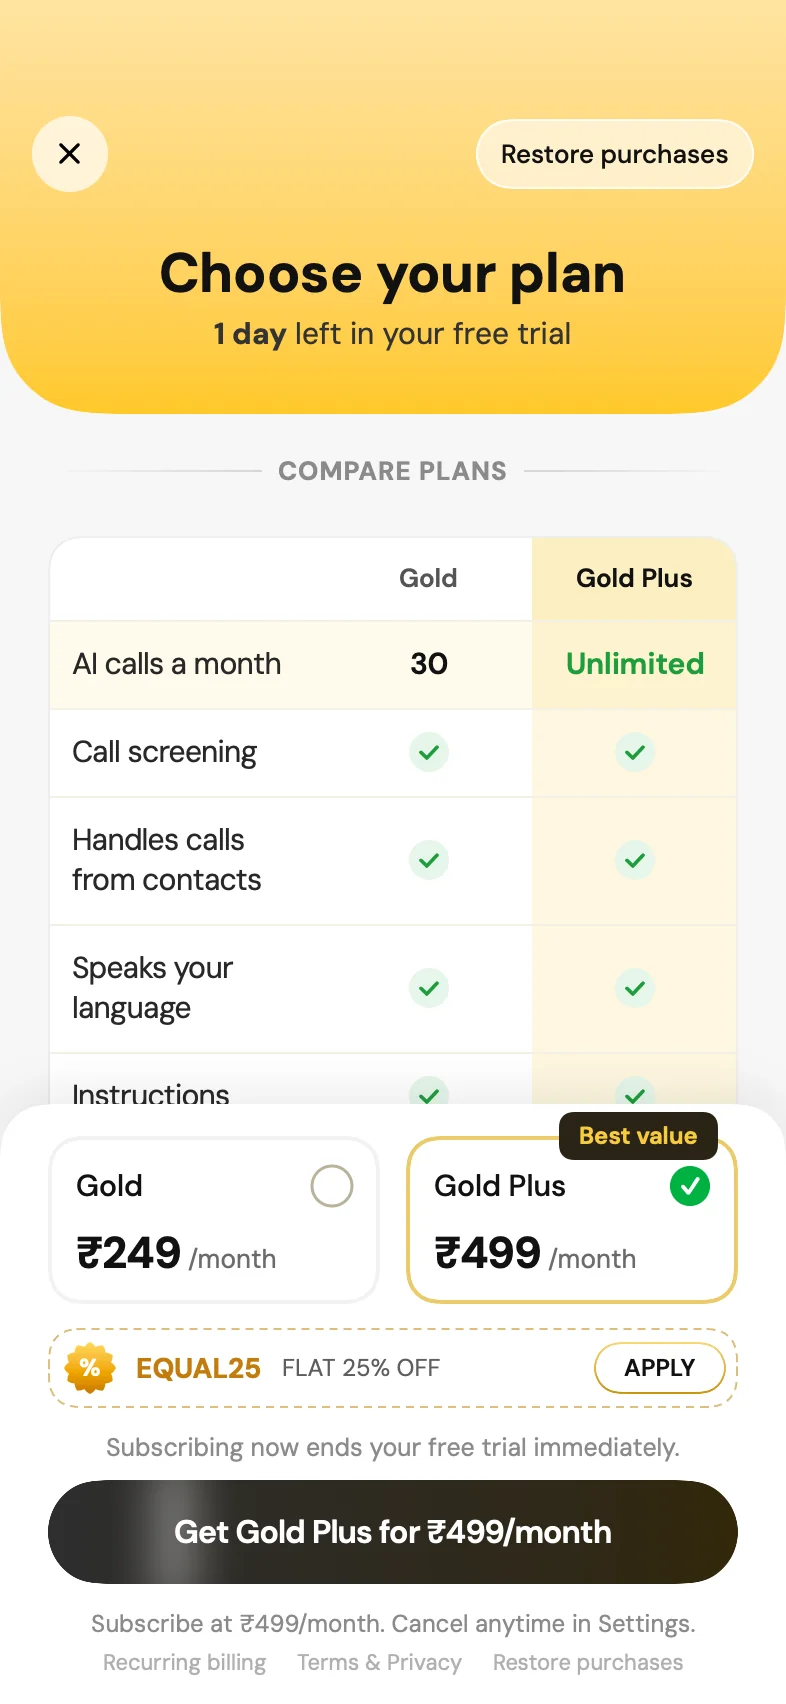 Restore purchases
Choose your plan
1 day left in your free trial
COMPARE PLANS
Gold Gold Plus
AI calls a month 30 Unlimited
Call screening
Handles calls
from contacts
Speaks your
language
Instructions
Best value
Gold
₹249 /month
Gold Plus
₹499 /month
% EQUAL25 FLAT 25% OFF APPLY
Subscribing now ends your free trial immediately.
Get Gold Plus for ₹499/month
Subscribe at ₹499/month. Cancel anytime in Settings.
Recurring billing Terms & Privacy Restore purchases